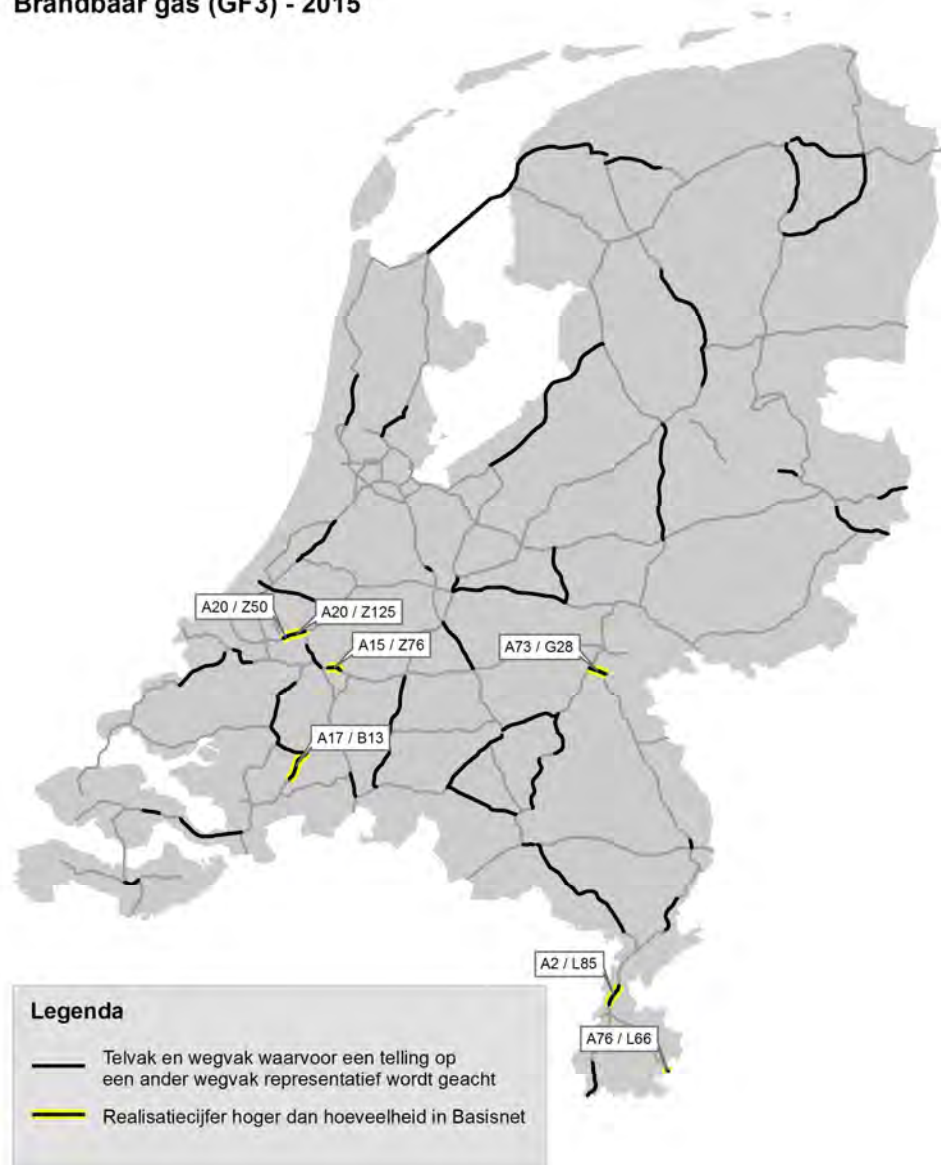 Brandbaar gas (GF3) - 2015
A20 / Z50
A20 / Z125
A15 / Z76
A73 / G28
A17 / B13
A2 / L85
A76 / L66
Legenda
Telvak en wegvak waarvoor een telling op
een ander wegvak representatief wordt geacht
Realisatiecijfer hoger dan hoeveelheid in Basisnet